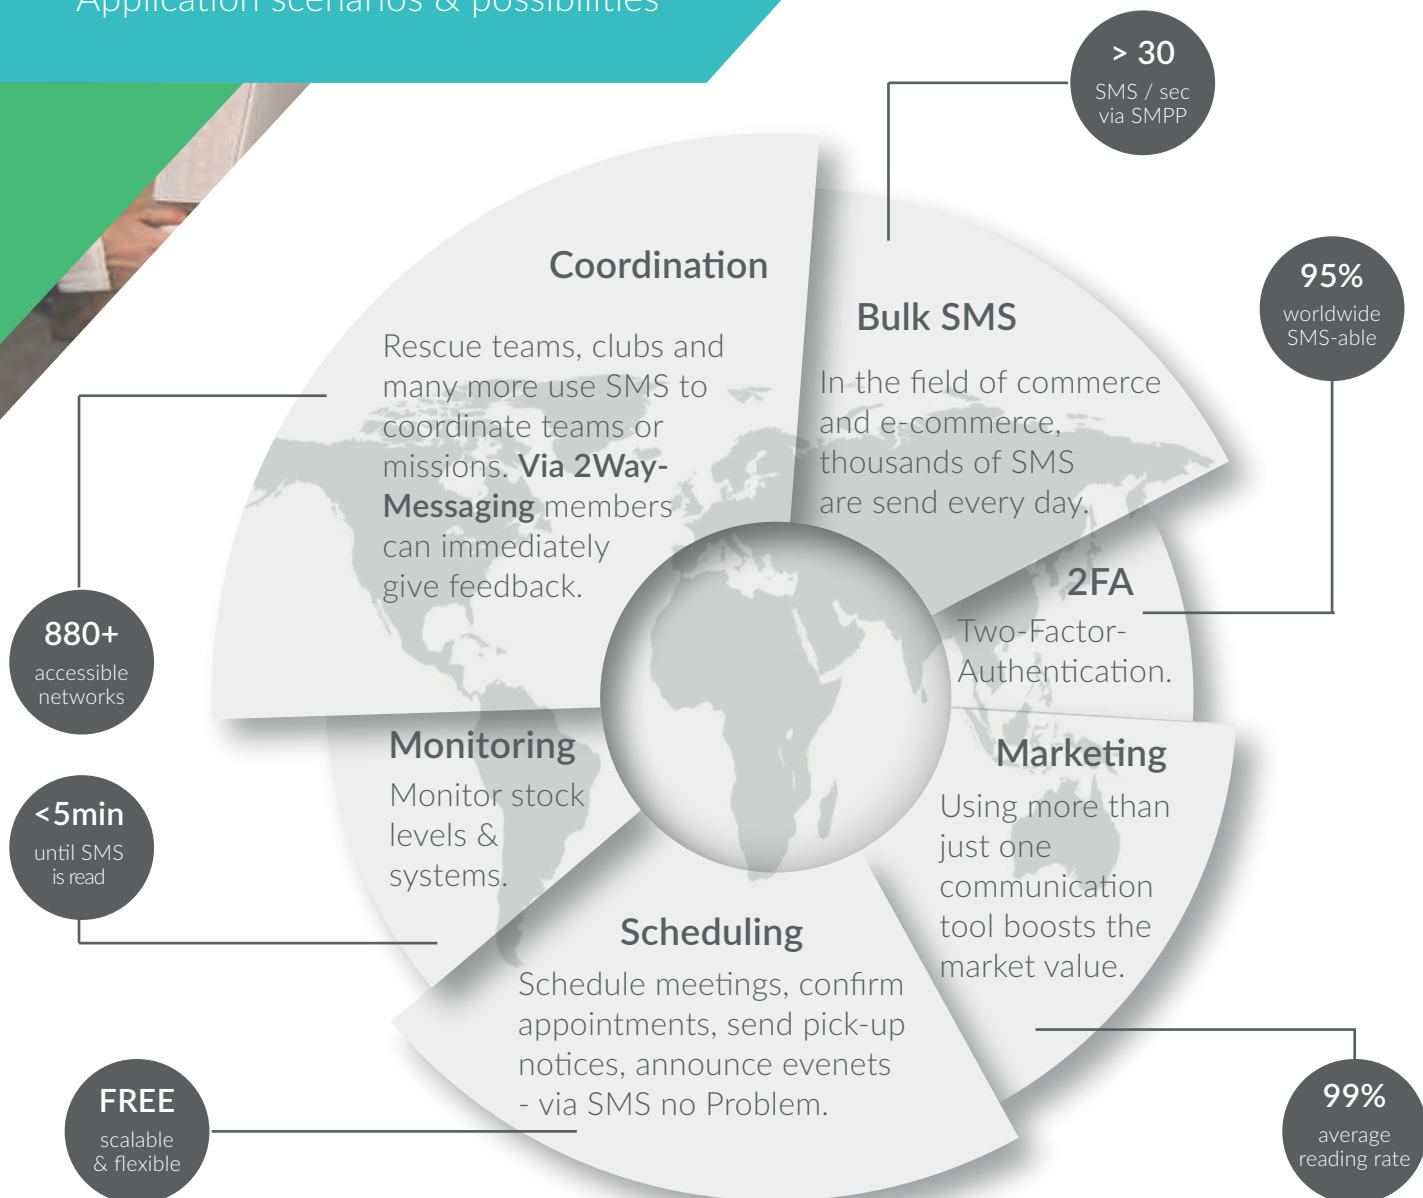 Application scenarios & possibilities
> 30
SMS / sec
via SMPP
95%
worldwide
SMS-able
Coordination
Rescue teams, clubs and
many more use SMS to
coordinate teams or
missions. Via 2Way-
Messaging members
can immediately
give feedback.
Bulk SMS
In the field of commerce
and e-commerce,
thousands of SMS
are send every day.
2FA
Two-Factor-
Authentication.
880+
accessible
networks
Monitoring
Monitor stock
levels &
systems.
Marketing
Using more than
just one
communication
tool boosts the
market value.
<5min
until SMS
is read
Scheduling
Schedule meetings, confirm
appointments, send pick-up
notices, announce evenets
- via SMS no Problem.
FREE
scalable
& flexible
99%
average
reading rate